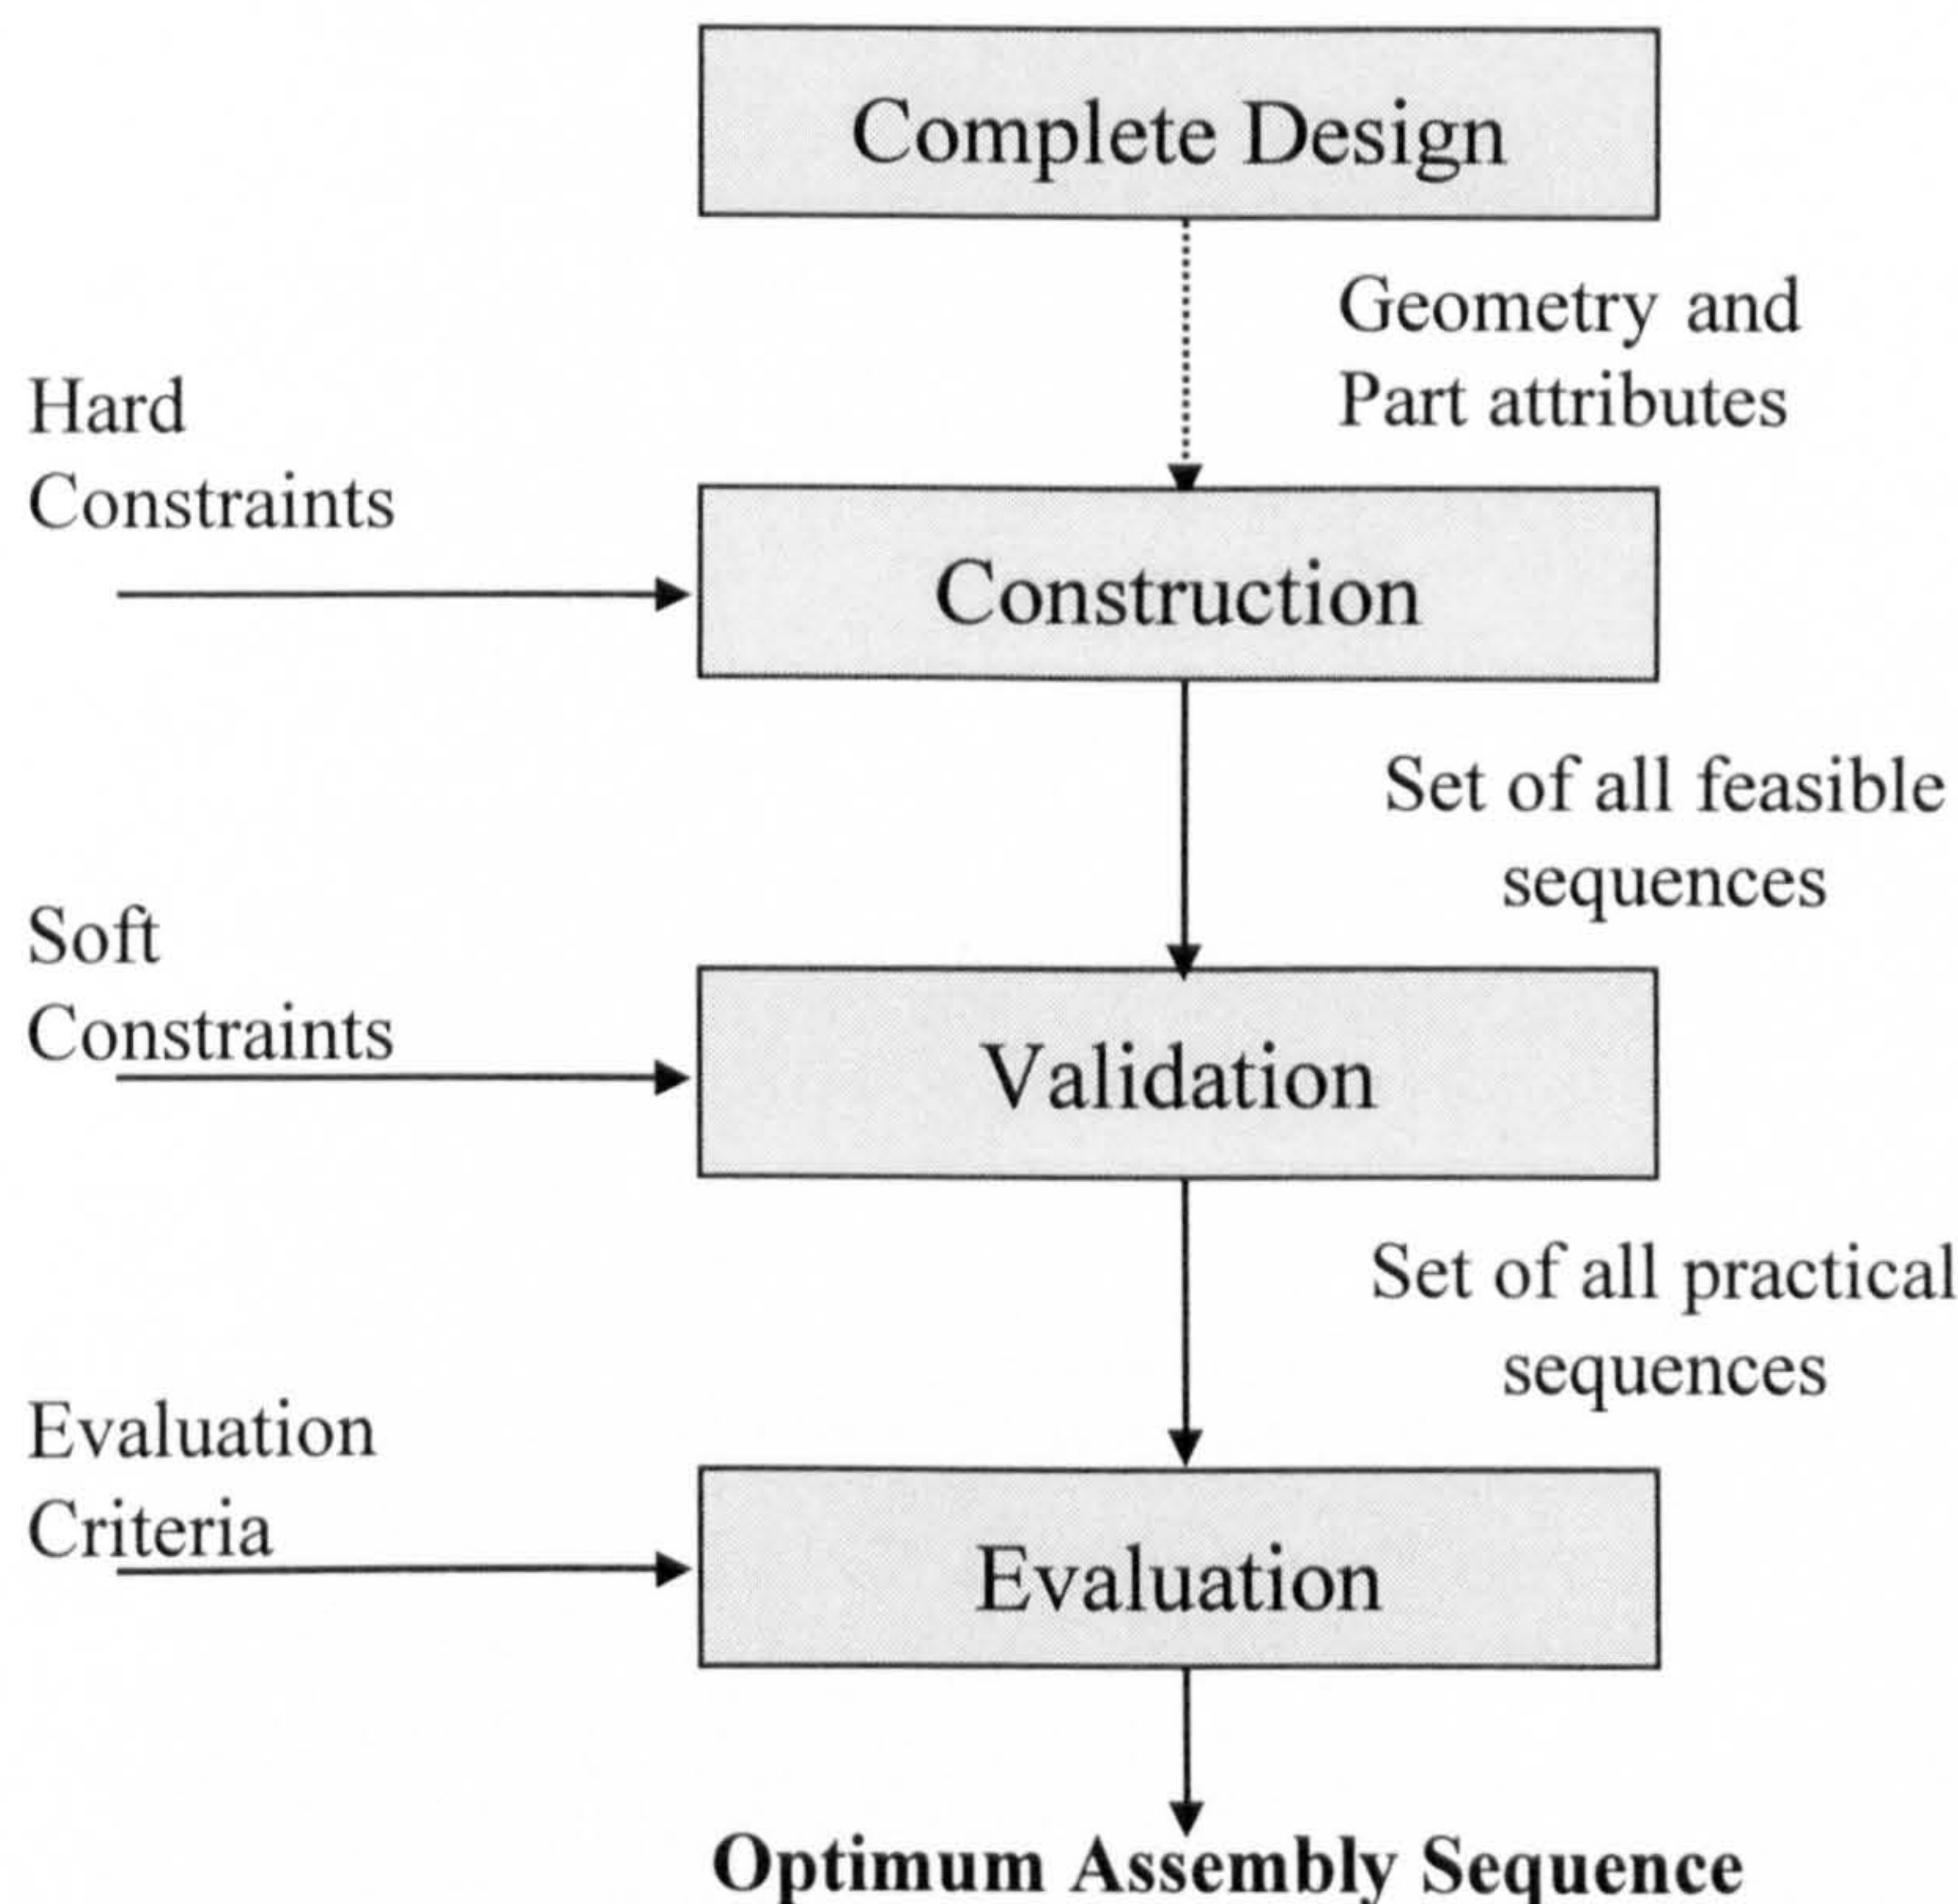 Complete Design
Geometry and
Part attributes
Hard
Constraints
Construction
Set of all feasible
sequences
Soft
Constraints
Validation
Set of all practical
sequences
Evaluation
Criteria
Evaluation
Optimum Assembly Sequence